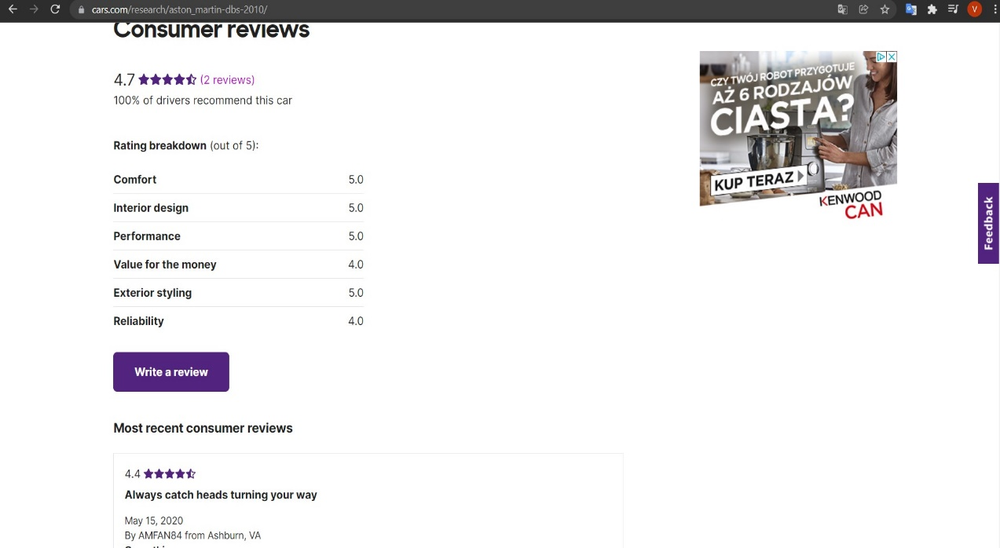 cars.com/research/aston_martin-dbs-2010/
V
Consumer reviews
4.7 (2 reviews)
100% of drivers recommend this car
Rating breakdown (out of 5):
Comfort 5.0
Interior design 5.0
Performance 5.0
Value for the money 4.0
Exterior styling 5.0
Reliability 4.0
Write a review
Most recent consumer reviews
4.4
Always catch heads turning your way
May 15, 2020
By AMFAN84 from Ashburn, VA
CZY TWÓJ ROBOT PRZYGOTUJE
AŻ 6 RODZAJÓW
CIASTA?
KUP TERAZ
KENWOOD
CAN
Feedback